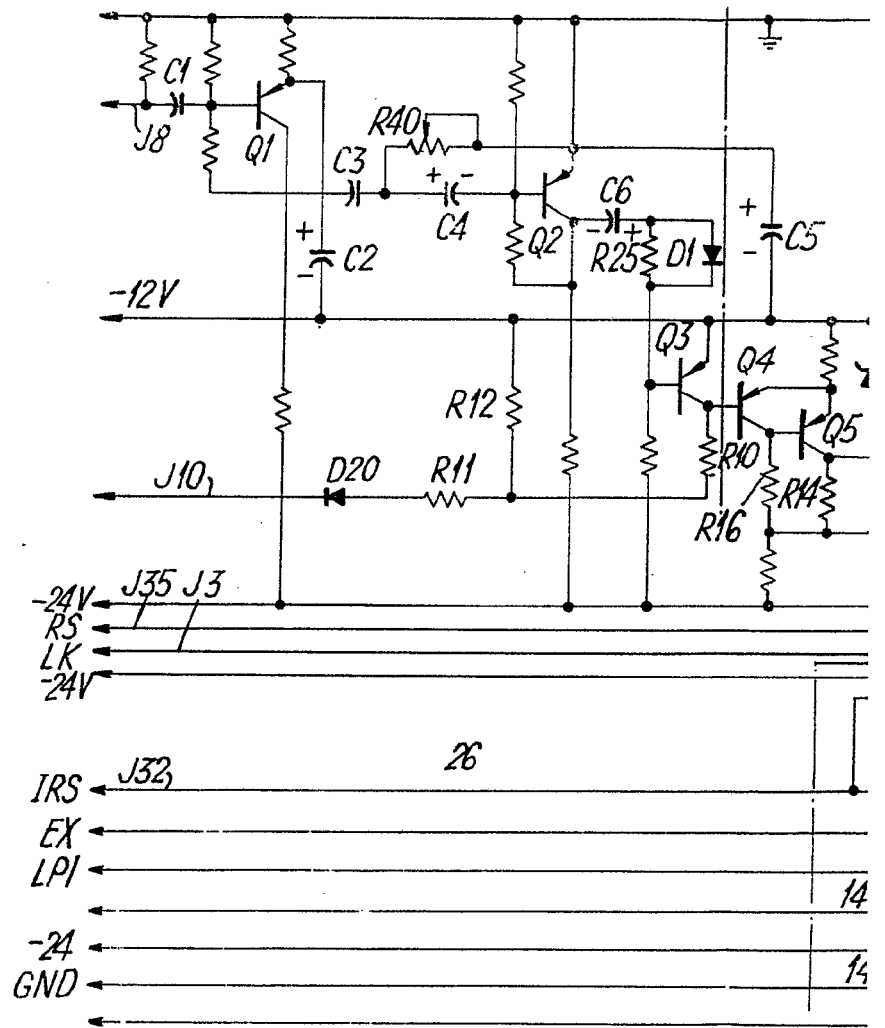 C1
J8
Q1
R40
C3
+ -
C4
+
-
C2
Q2
C6
- +
R25
D1
+
-
C5
-12V
Q3
Q4
R12
Q5
J10
D20
R11
R10
R16
R14
J35 J3
-24V
RS
LK
-24V
26
J32
IRS
EX
LPI
14
-24
GND
14